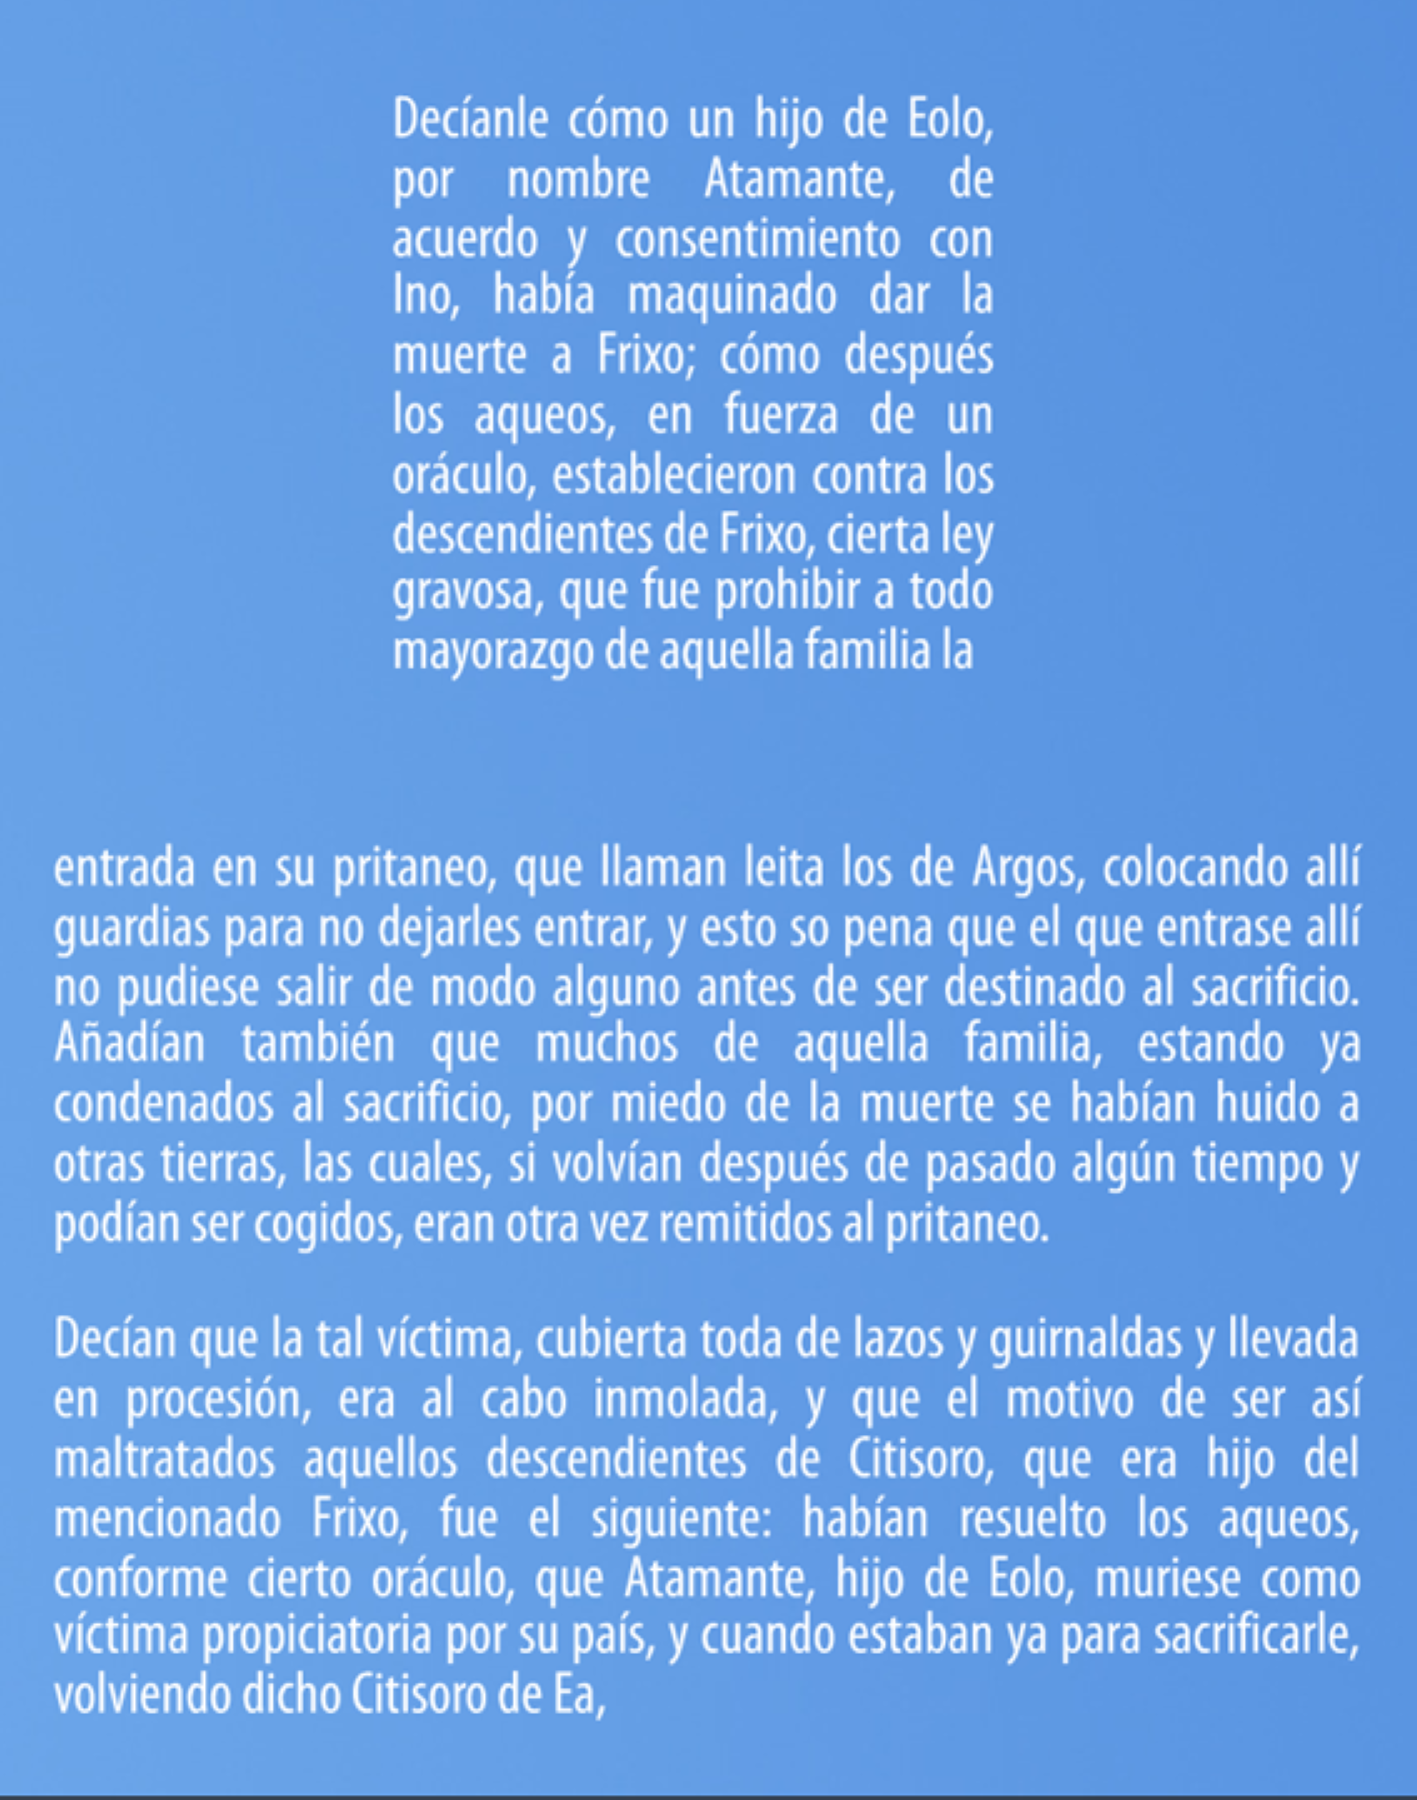 Decíanle cómo un hijo de Eolo,
por nombre Atamante, de
acuerdo y consentimiento con
Ino, había maquinado dar la
muerte a Frixo; cómo después
los aqueos, en fuerza de un
oráculo, establecieron contra los
descendientes de Frixo, cierta ley
gravosa, que fue prohibir a todo
mayorazgo de aquella familia la
entrada en su pritaneo, que llaman leita los de Argos, colocando allí
guardias para no dejarles entrar, y esto so pena que el que entrase allí
no pudiese salir de modo alguno antes de ser destinado al sacrificio.
Añadían también que muchos de aquella familia, estando ya
condenados al sacrificio, por miedo de la muerte se habían huido a
otras tierras, las cuales, si volvían después de pasado algún tiempo y
podían ser cogidos, eran otra vez remitidos al pritaneo.
Decían que la tal víctima, cubierta toda de lazos y guirnaldas y llevada
en procesión, era al cabo inmolada, y que el motivo de ser así
maltratados aquellos descendientes de Citisoro, que era hijo del
mencionado Frixo, fue el siguiente: habían resuelto los aqueos,
conforme cierto oráculo, que Atamante, hijo de Eolo, muriese como
víctima propiciatoria por su país, y cuando estaban ya para sacrificarle,
volviendo dicho Citisoro de Ea,